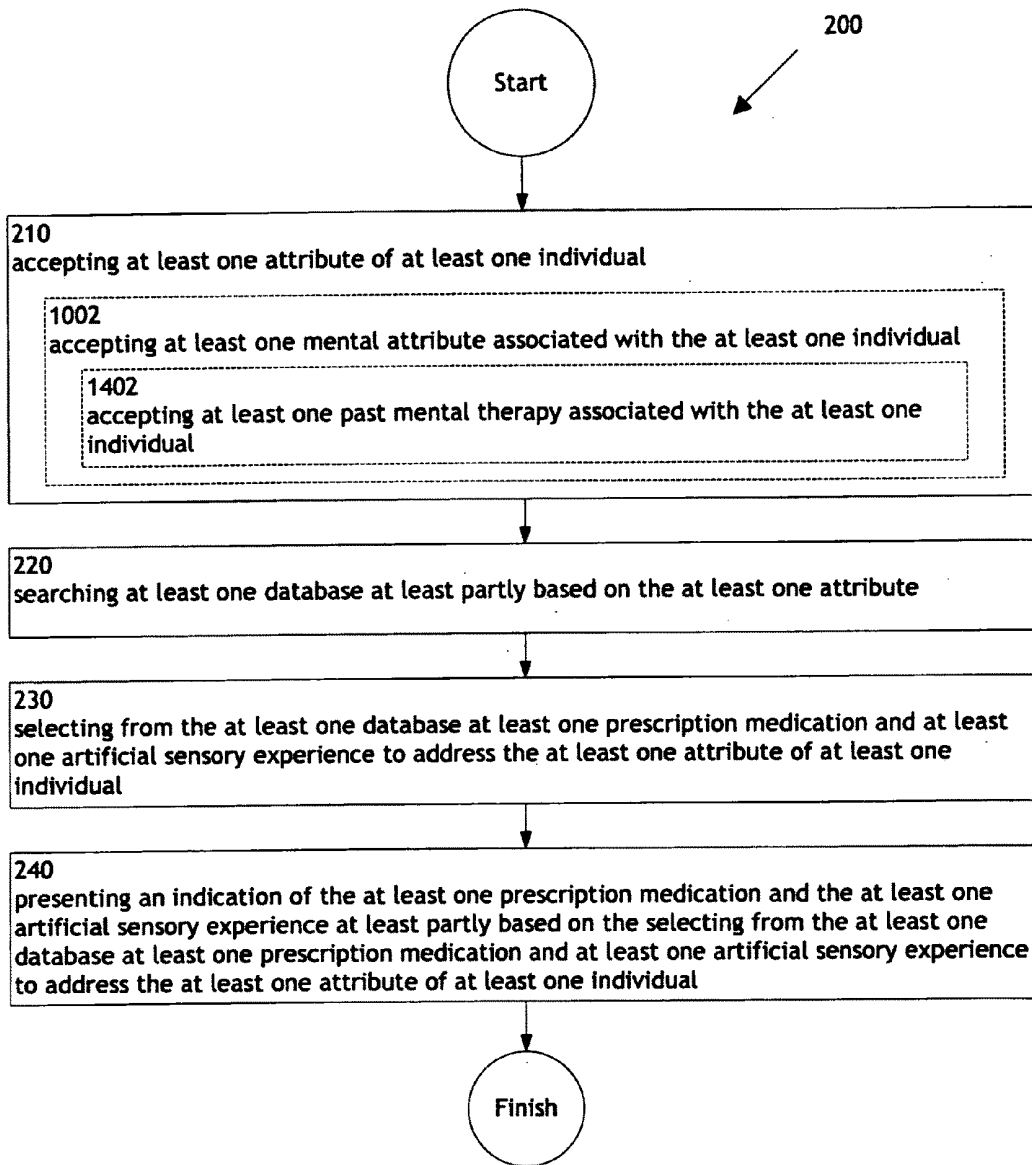 200
Start
210
accepting at least one attribute of at least one individual
1002
accepting at least one mental attribute associated with the at least one individual
1402
accepting at least one past mental therapy associated with the at least one
individual
220
searching at least one database at least partly based on the at least one attribute
230
selecting from the at least one database at least one prescription medication and at least
one artificial sensory experience to address the at least one attribute of at least one
individual
240
presenting an indication of the at least one prescription medication and the at least one
artificial sensory experience at least partly based on the selecting from the at least one
database at least one prescription medication and at least one artificial sensory experience
to address the at least one attribute of at least one individual
Finish